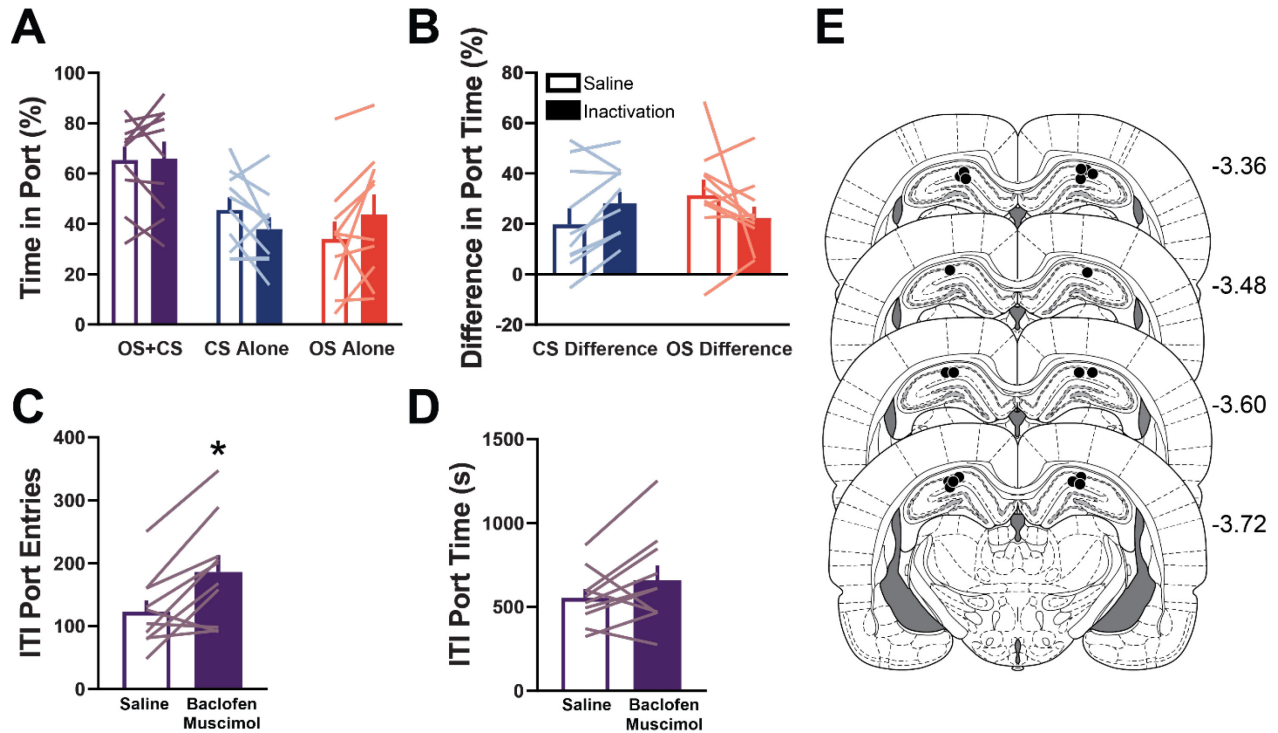 A
Time in Port (%)
100
80
60
40
20
0
OS+CS
CS Alone
OS Alone
B
Difference in Port Time (%)
80
60
40
20
0
-20
Saline
Inactivation
CS Difference
OS Difference
C
ITI Port Entries
400
300
200
100
0
*
Saline
Baclofen
Muscimol
D
ITI Port Time (s)
1500
1000
500
0
Saline
Baclofen
Muscimol
E
-3.36
-3.48
-3.60
-3.72